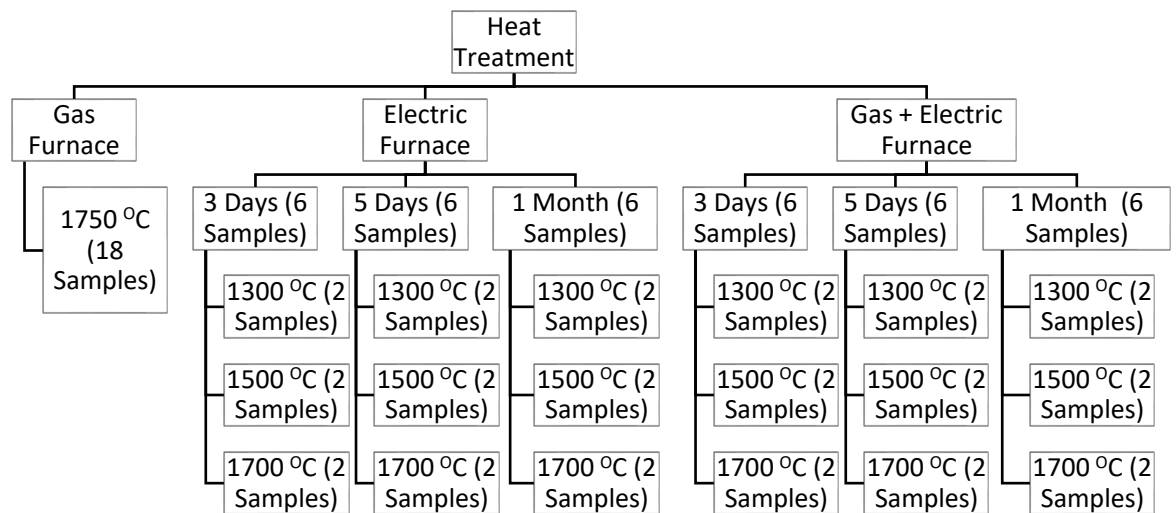 Heat
Treatment
Gas
Furnace
Electric
Furnace
Gas + Electric
Furnace
1750 ᴼC
(18
Samples)
3 Days (6
Samples)
5 Days (6
Samples)
1 Month (6
Samples)
3 Days (6
Samples)
5 Days (6
Samples)
1 Month (6
Samples)
1300 ᴼC (2
Samples)
1300 ᴼC (2
Samples)
1300 ᴼC (2
Samples)
1300 ᴼC (2
Samples)
1300 ᴼC (2
Samples)
1300 ᴼC (2
Samples)
1500 ᴼC (2
Samples)
1500 ᴼC (2
Samples)
1500 ᴼC (2
Samples)
1500 ᴼC (2
Samples)
1500 ᴼC (2
Samples)
1500 ᴼC (2
Samples)
1700 ᴼC (2
Samples)
1700 ᴼC (2
Samples)
1700 ᴼC (2
Samples)
1700 ᴼC (2
Samples)
1700 ᴼC (2
Samples)
1700 ᴼC (2
Samples)